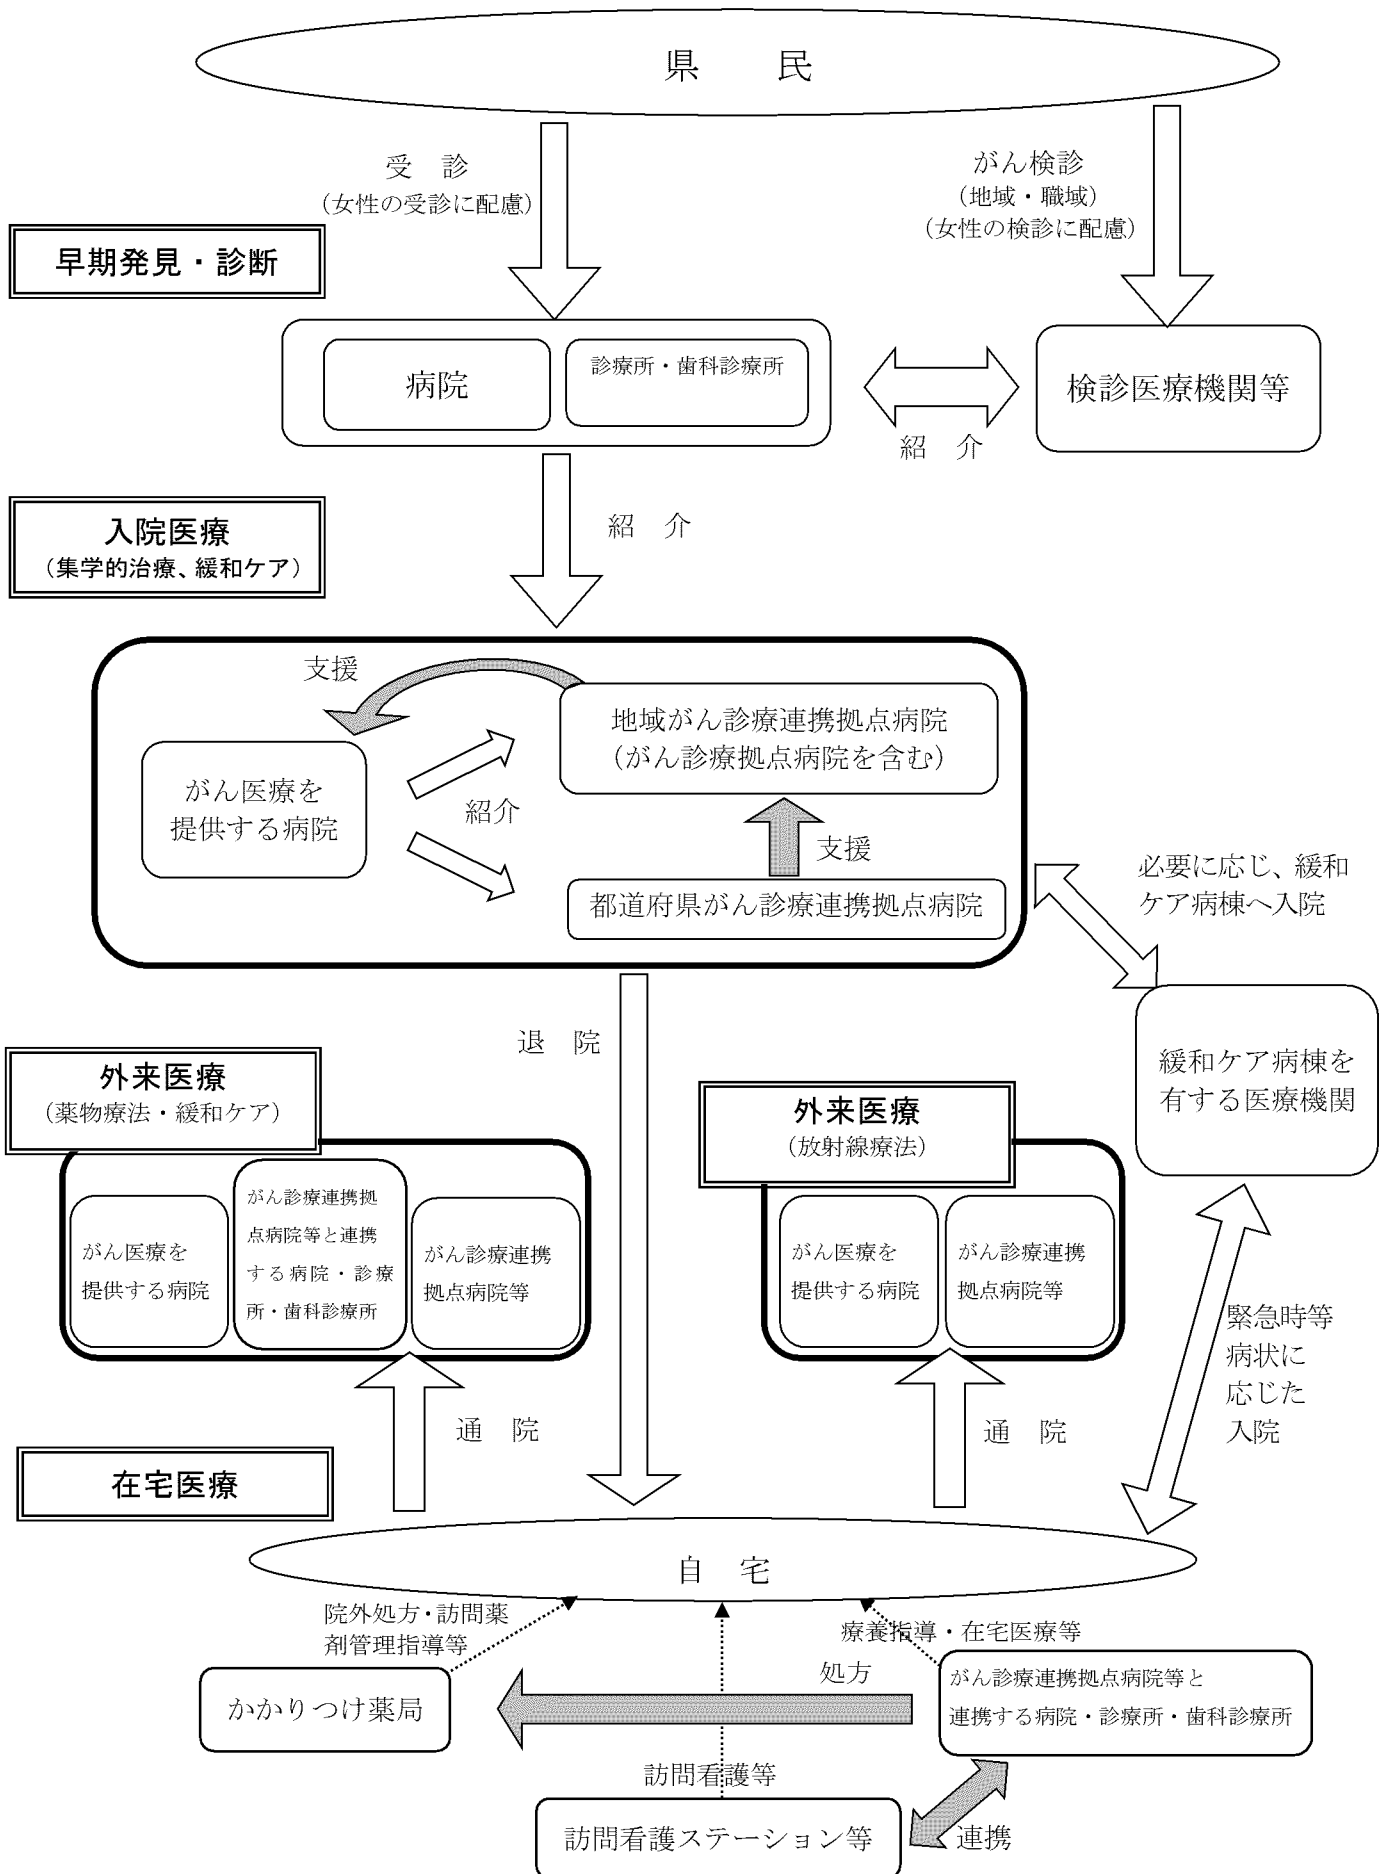 県　民
受　診
(女性の受診に配慮)
がん検診
(地域・職域)
(女性の検診に配慮)
早期発見・診断
病院
診療所・歯科診療所
検診医療機関等
紹　介
入院医療
(集学的治療、緩和ケア)
紹　介
支援
地域がん診療連携拠点病院
(がん診療拠点病院を含む)
がん医療を
提供する病院
紹介
支援
都道府県がん診療連携拠点病院
必要に応じ、緩和
ケア病棟へ入院
退　院
緩和ケア病棟を
有する医療機関
外来医療
(薬物療法・緩和ケア)
外来医療
(放射線療法)
がん医療を
提供する病院
がん診療連携拠
点病院等と連携
する病院・診療
所・歯科診療所
がん診療連携
拠点病院等
がん医療を
提供する病院
がん診療連携
拠点病院等
緊急時等
病状に
応じた
入院
通　院
通　院
在宅医療
自　宅
院外処方・訪問薬
剤管理指導等
療養指導・在宅医療等
処方
かかりつけ薬局
がん診療連携拠点病院等と
連携する病院・診療所・歯科診療所
訪問看護等
訪問看護ステーション等
連携